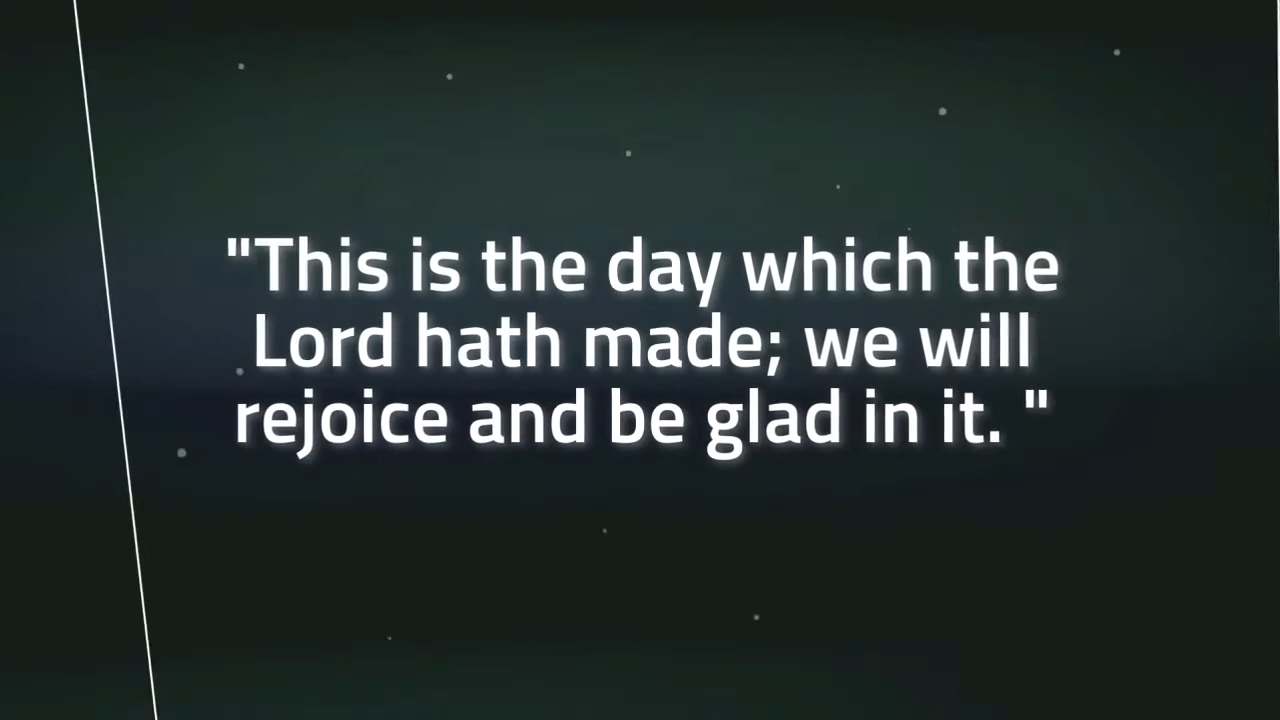 "This is the day which the
Lord hath made; we will
rejoice and be glad in it. "